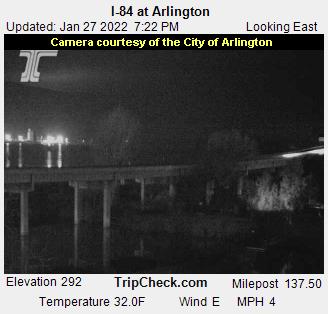 I-84 at Arlington
Updated: Jan 27 2022 7:22 PM Looking East
Camera courtesy of the City of Arlington
Elevation 292 TripCheck.com Milepost 137.50
Temperature 32.0F Wind E MPH 4